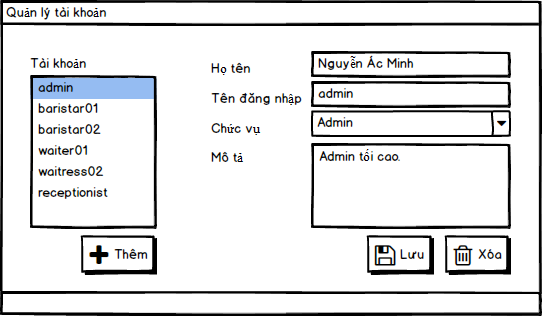 Quản lý tài khoản
Tài khoản
admin
baristar01
baristar02
waiter01
waitress02
receptionist
Thêm
Họ tên
Nguyễn Ác Minh
Tên đăng nhập
admin
Chức vụ
Admin
Mô tả
Admin tối cao.
Lưu
Xóa